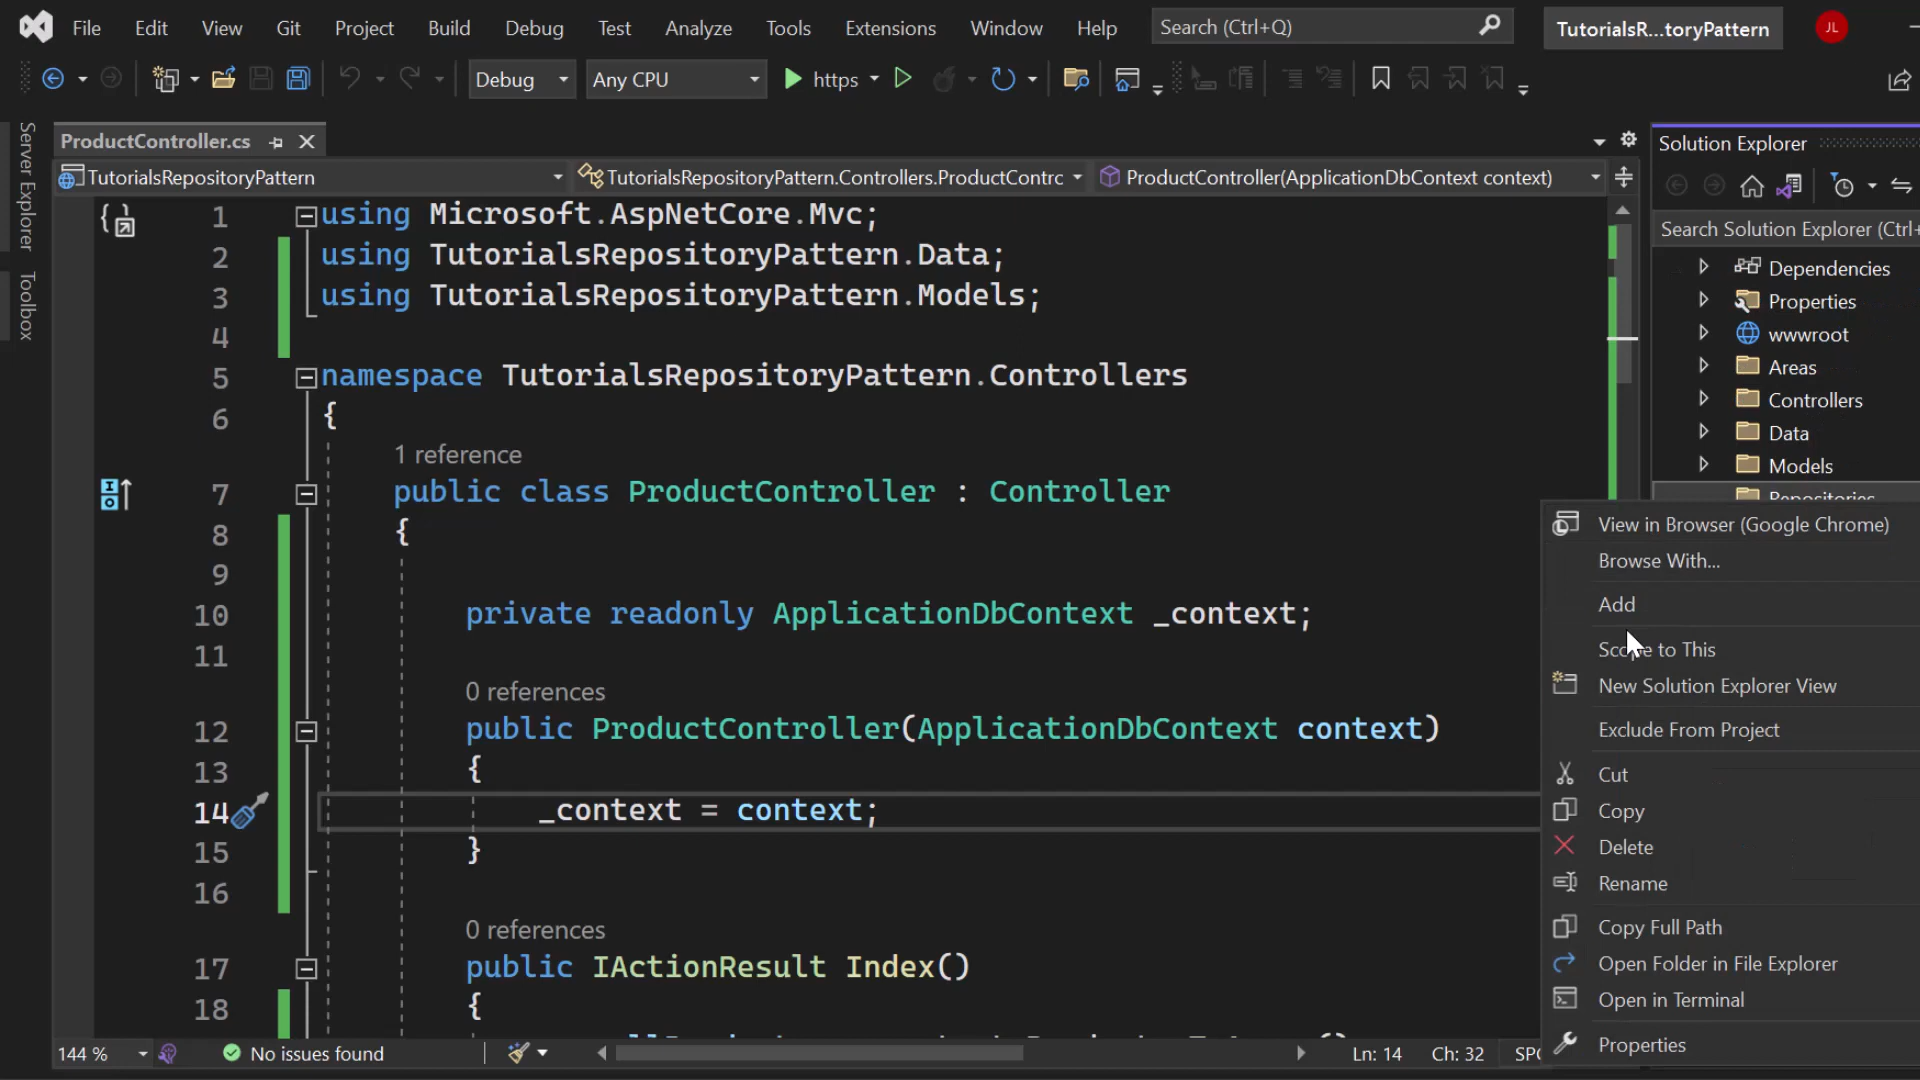 File Edit View Git Project Build Debug Test Analyze Tools Extensions Window Help Search (Ctrl+Q) TutorialsR...toryPattern JL
Debug Any CPU https
Server Explorer
Toolbox
ProductController.cs
TutorialsRepositoryPattern TutorialsRepositoryPattern.Controllers.ProductContrc ProductController(ApplicationDbContext context)
1 using Microsoft.AspNetCore.Mvc;
2 using TutorialsRepositoryPattern.Data;
3 using TutorialsRepositoryPattern.Models;
4
5 namespace TutorialsRepositoryPattern.Controllers
6 {
1 reference
7 public class ProductController : Controller
8 {
9
10 private readonly ApplicationDbContext _context;
11
0 references
12 public ProductController(ApplicationDbContext context)
13 {
14 _context = context;
15 }
16
0 references
17 public IActionResult Index()
18 {
144 % No issues found Ln: 14 Ch: 32 SPC
Solution Explorer
Search Solution Explorer (Ctrl+
Dependencies
Properties
wwwroot
Areas
Controllers
Data
Models
Repositories
View in Browser (Google Chrome)
Browse With...
Add
Scope to This
New Solution Explorer View
Exclude From Project
Cut
Copy
Delete
Rename
Copy Full Path
Open Folder in File Explorer
Open in Terminal
Properties